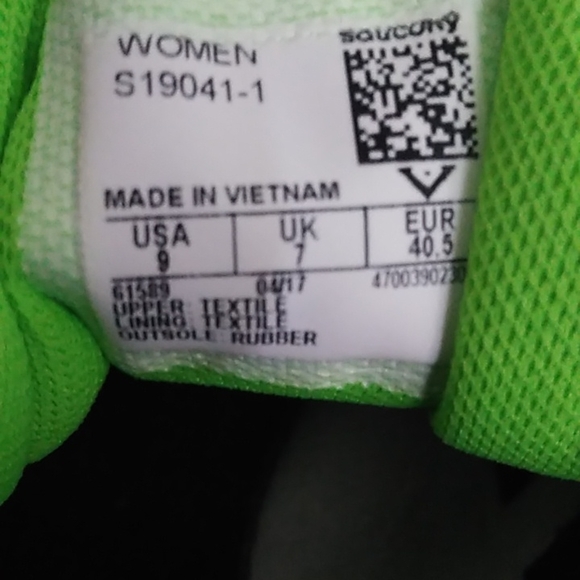 WOMEN
saucony
S19041-1
MADE IN VIETNAM
USA UK EUR
9 7 40.5
61589 04/17
UPPER: TEXTILE
LINING: TEXTILE
OUTSOLE: RUBBER